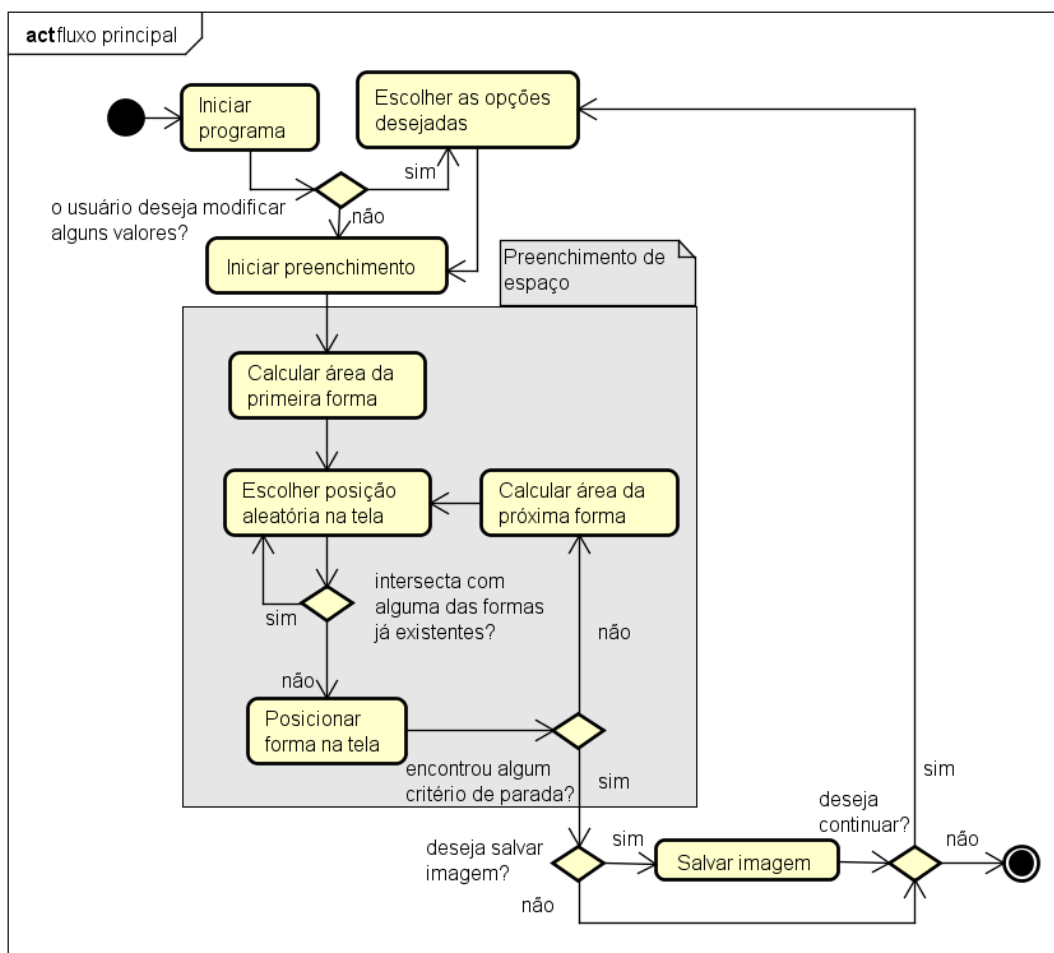 act fluxo principal
Iniciar
programa
Escolher as opções
desejadas
sim
o usuário deseja modificar
alguns valores?
não
Iniciar preenchimento
Preenchimento de
espaço
Calcular área da
primeira forma
Escolher posição
aleatória na tela
Calcular área da
próxima forma
intersecta com
alguma das formas
já existentes?
sim
não
não
Posicionar
forma na tela
encontrou algum
critério de parada?
sim
deseja salvar
imagem?
sim
não
Salvar imagem
deseja
continuar?
sim
não